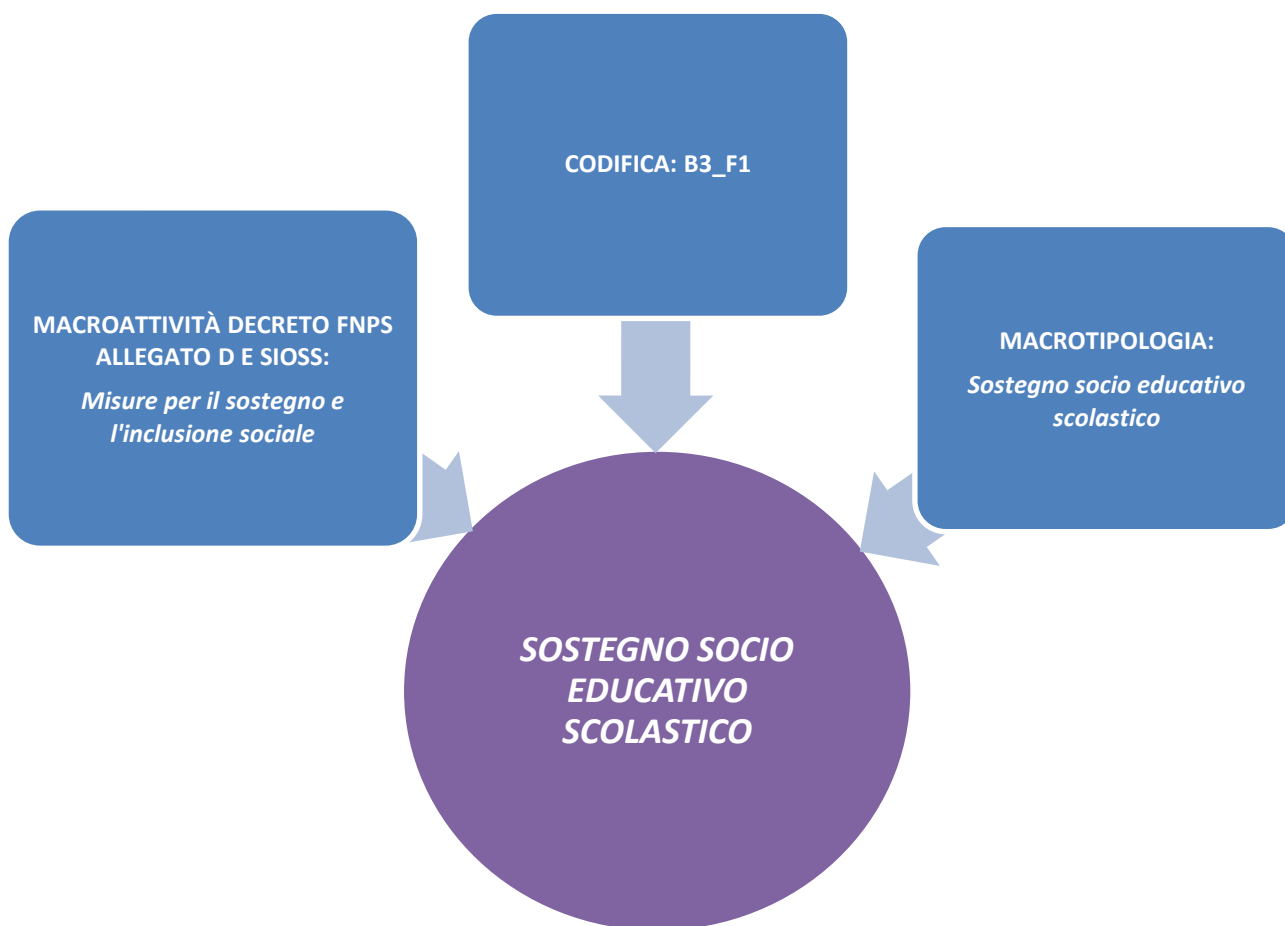 CODIFICA: B3_F1
MACROATTIVITÀ DECRETO FNPS
ALLEGATO D E SIOSS:
Misure per il sostegno e
l'inclusione sociale
MACROTIPOLOGIA:
Sostegno socio educativo
scolastico
SOSTEGNO SOCIO
EDUCATIVO
SCOLASTICO